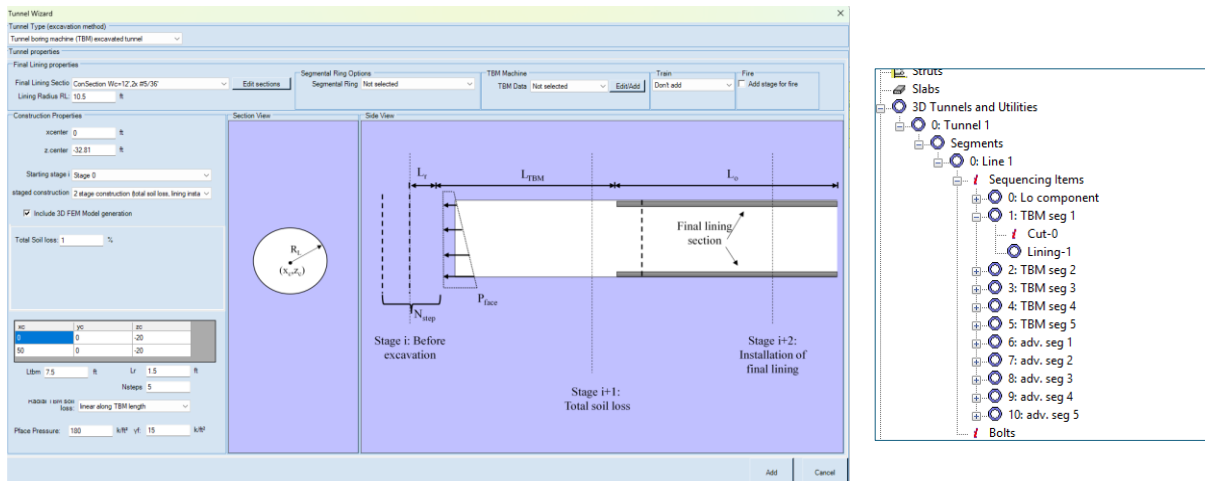 Tunnel Wizard
Tunnel Type (excavation method)
Tunnel boring machine (TBM) excavated tunnel
Tunnel properties
Final Lining properties
Final Lining Sectio ConSection Wc=12',2x #5/36' Edit sections
Lining Radius RL: 10.5 ft
Segmental Ring Options
Segmental Ring Not selected
TBM Machine
TBM Data Not selected Edit/Add
Train
Don't add
Fire
Add stage for fire
Construction Properties
xcenter 0 ft
z.center -32.81 ft
Starting stage i Stage 0
staged construction 2 stage construction (total soil loss, lining insta
Include 3D FEM Model generation
Total Soil loss: 1 %
xc yc zc
0 0 -20
50 0 -20
Ltbm 7.5 ft Lr 1.5 ft
Nsteps 5
loss: linear along TBM length
Pface Pressure: 180 k/ft² yf: 15 k/ft³
Section View
RL
(xc,zc)
Side View
Lr LTBM Lo
Final lining
section
Pface
Nstep
Stage i: Before
excavation
Stage i+1:
Total soil loss
Stage i+2:
Installation of
final lining
Add Cancel
Struts
Slabs
3D Tunnels and Utilities
0: Tunnel 1
Segments
0: Line 1
Sequencing Items
0: Lo component
1: TBM seg 1
Cut-0
Lining-1
2: TBM seg 2
3: TBM seg 3
4: TBM seg 4
5: TBM seg 5
6: adv. seg 1
7: adv. seg 2
8: adv. seg 3
9: adv. seg 4
10: adv. seg 5
Bolts